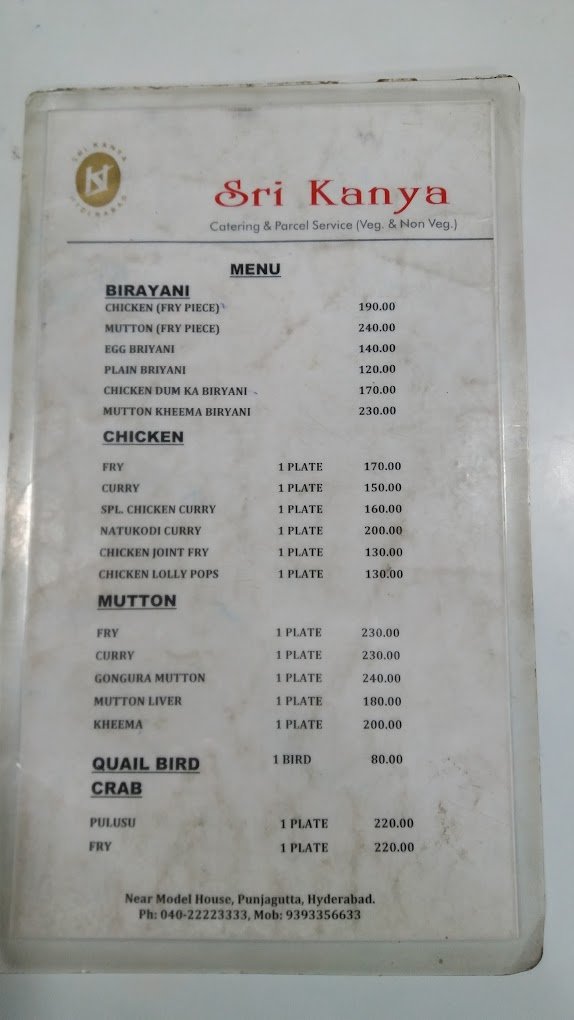 SRI KANYA
HYDERABAD
Sri Kanya
Catering & Parcel Service (Veg. & Non Veg.)
MENU
BIRAYANI
CHICKEN (FRY PIECE) 190.00
MUTTON (FRY PIECE) 240.00
EGG BRIYANI 140.00
PLAIN BRIYANI 120.00
CHICKEN DUM KA BIRYANI 170.00
MUTTON KHEEMA BIRYANI 230.00
CHICKEN
FRY 1 PLATE 170.00
CURRY 1 PLATE 150.00
SPL. CHICKEN CURRY 1 PLATE 160.00
NATUKODI CURRY 1 PLATE 200.00
CHICKEN JOINT FRY 1 PLATE 130.00
CHICKEN LOLLY POPS 1 PLATE 130.00
MUTTON
FRY 1 PLATE 230.00
CURRY 1 PLATE 230.00
GONGURA MUTTON 1 PLATE 240.00
MUTTON LIVER 1 PLATE 180.00
KHEEMA 1 PLATE 200.00
QUAIL BIRD 1 BIRD 80.00
CRAB
PULUSU 1 PLATE 220.00
FRY 1 PLATE 220.00
Near Model House, Punjagutta, Hyderabad.
Ph: 040-22223333, Mob: 9393356633